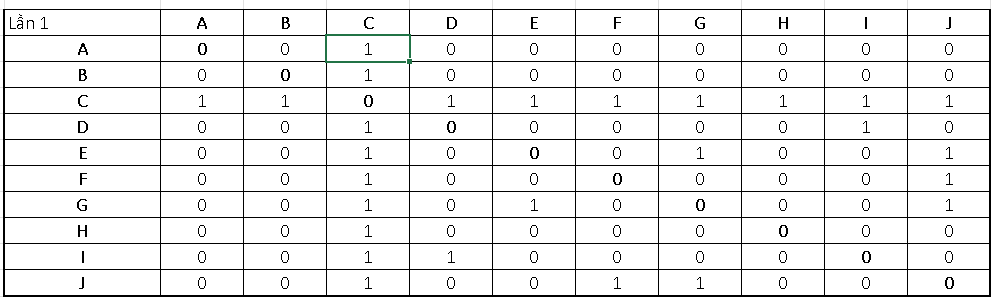 Lần 1 A B C D E F G H I J
A 0 0 1 0 0 0 0 0 0 0
B 0 0 1 0 0 0 0 0 0 0
C 1 1 0 1 1 1 1 1 1 1
D 0 0 1 0 0 0 0 0 1 0
E 0 0 1 0 0 0 1 0 0 1
F 0 0 1 0 0 0 0 0 0 1
G 0 0 1 0 1 0 0 0 0 1
H 0 0 1 0 0 0 0 0 0 0
I 0 0 1 1 0 0 0 0 0 0
J 0 0 1 0 0 1 1 0 0 0